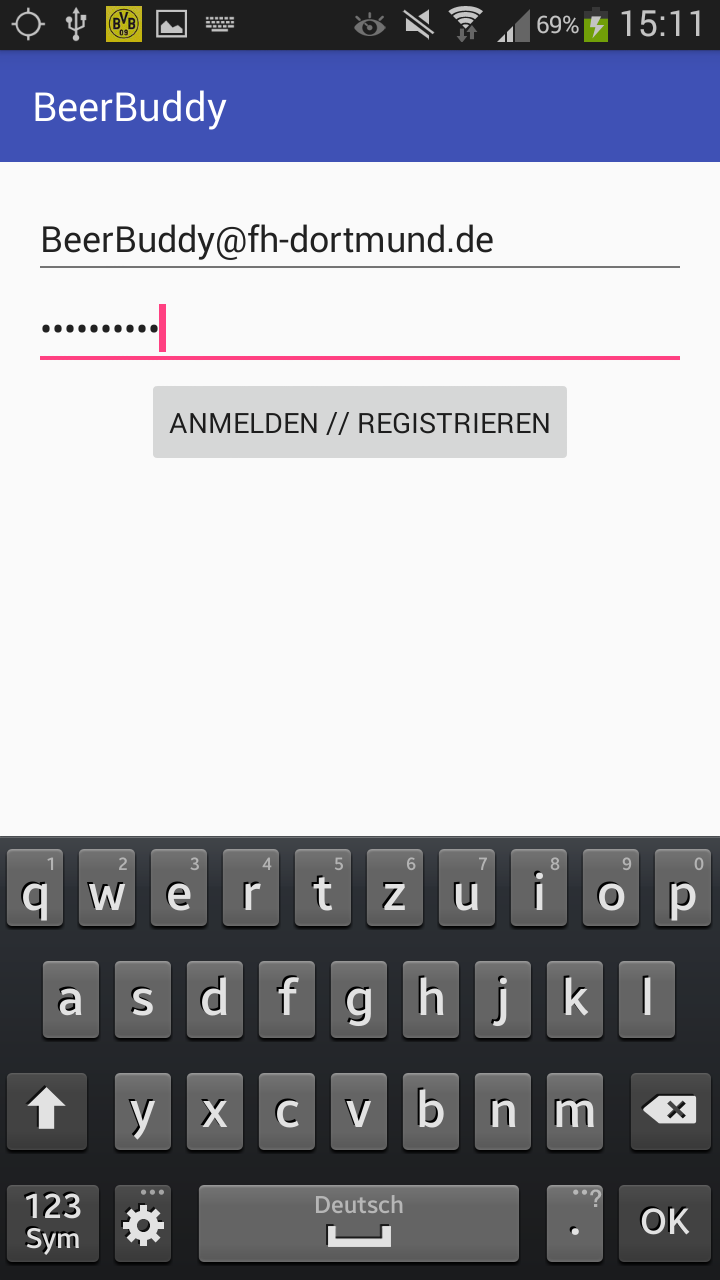 BVB 09 69% 15:11
BeerBuddy
BeerBuddy@fh-dortmund.de
••••••••••
ANMELDEN // REGISTRIEREN
1 2 3 4 5 6 7 8 9 0
q w e r t z u i o p
a s d f g h j k l
y x c v b n m
123 Sym Deutsch . ? OK